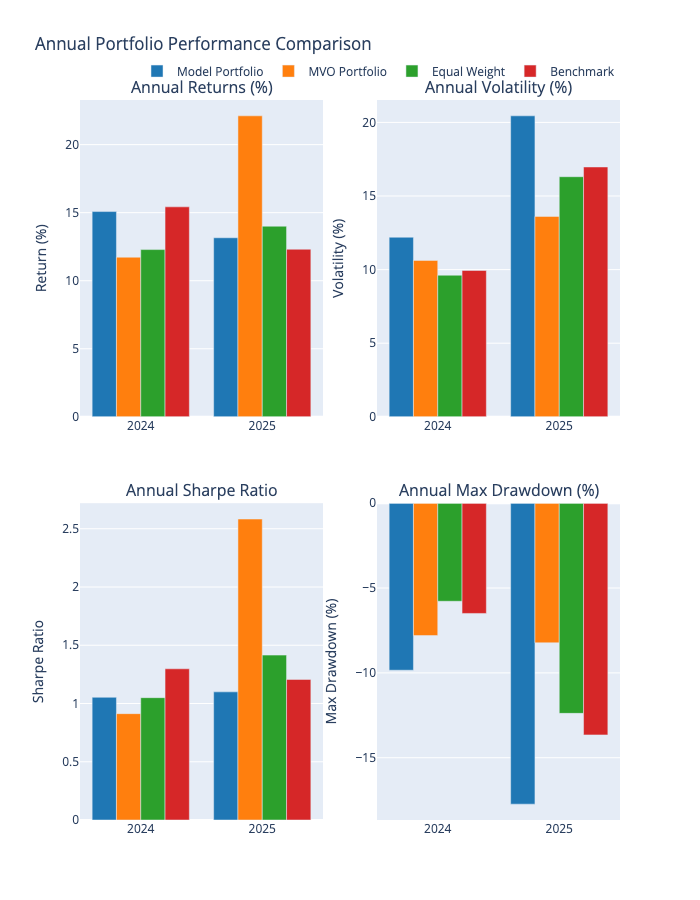 Annual Portfolio Performance Comparison
Model Portfolio MVO Portfolio Equal Weight Benchmark
Annual Returns (%)
Return (%)
20
15
10
5
0
2024 2025
Annual Volatility (%)
Volatility (%)
20
15
10
5
0
2024 2025
Annual Sharpe Ratio
Sharpe Ratio
2.5
2
1.5
1
0.5
0
2024 2025
Annual Max Drawdown (%)
Max Drawdown (%)
0
−5
−10
−15
2024 2025